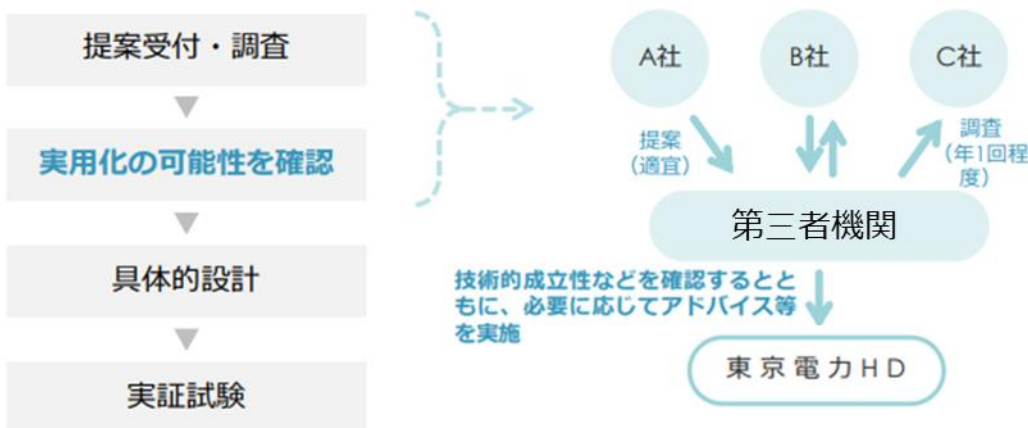 提案受付・調査
実用化の可能性を確認
具体的設計
実証試験
A社
B社
C社
提案
(適宜)
調査
(年1回程
度)
第三者機関
技術的成立性などを確認するとと
もに、必要に応じてアドバイス等
を実施
東京電力HD